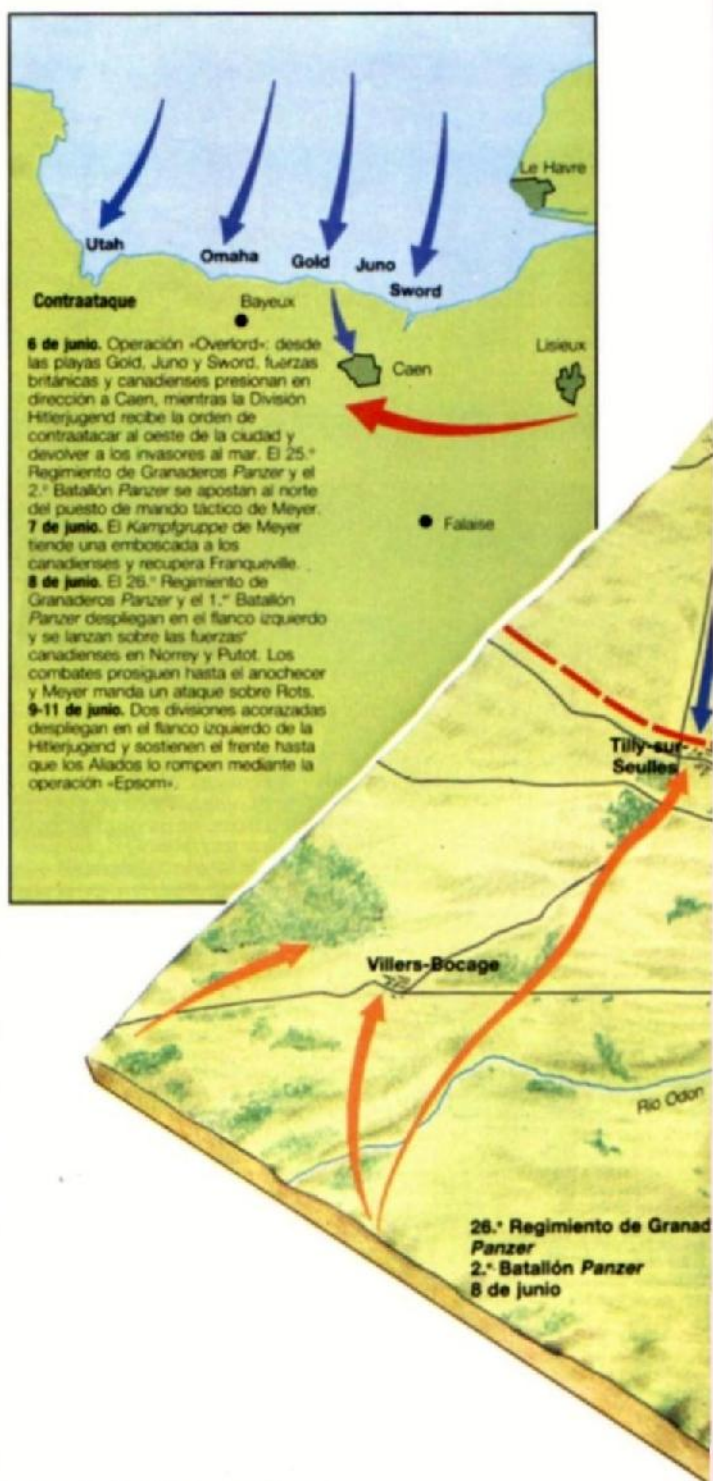 Le Havre
Utah
Omaha
Gold
Juno
Sword
Contraataque
Bayeux
Lisieux
Caen
6 de junio. Operación «Overlord»: desde
las playas Gold, Juno y Sword, fuerzas
británicas y canadienses presionan en
dirección a Caen, mientras la División
Hitlerjugend recibe la orden de
contraatacar al oeste de la ciudad y
devolver a los invasores al mar. El 25.°
Regimiento de Granaderos Panzer y el
2.° Batallón Panzer se apostan al norte
del puesto de mando táctico de Meyer.
7 de junio. El Kampfgruppe de Meyer
tiende una emboscada a los
canadienses y recupera Franqueville.
8 de junio. El 26.° Regimiento de
Granaderos Panzer y el 1.er Batallón
Panzer despliegan en el flanco izquierdo
y se lanzan sobre las fuerzas
canadienses en Norrey y Putot. Los
combates prosiguen hasta el anochecer
y Meyer manda un ataque sobre Rots.
9-11 de junio. Dos divisiones acorazadas
despliegan en el flanco izquierdo de la
Hitlerjugend y sostienen el frente hasta
que los Aliados lo rompen mediante la
operación «Epsom».
Falaise
Tilly-sur-
Seulles
Villers-Bocage
Río Odon
26.° Regimiento de Granad
Panzer
2.° Batallón Panzer
8 de junio